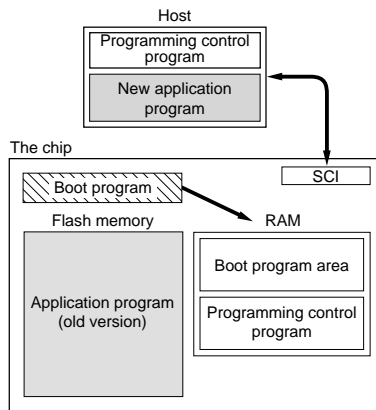 Host
Programming control
program
New application
program
The chip
SCI
Boot program
Flash memory
RAM
Application program
(old version)
Boot program area
Programming control
program